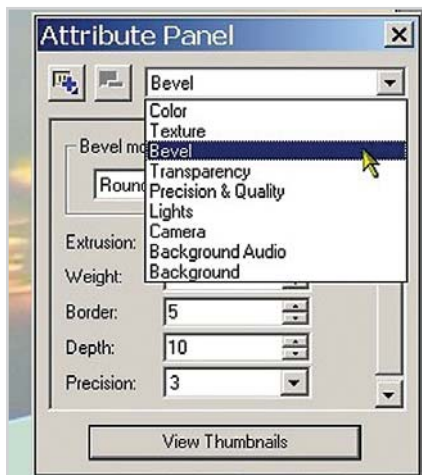 Attribute Panel
Bevel
Color
Texture
Bevel
Transparency
Precision & Quality
Lights
Camera
Background Audio
Background
Bevel mo
Roun
Extrusion:
Weight:
Border: 5
Depth: 10
Precision: 3
View Thumbnails